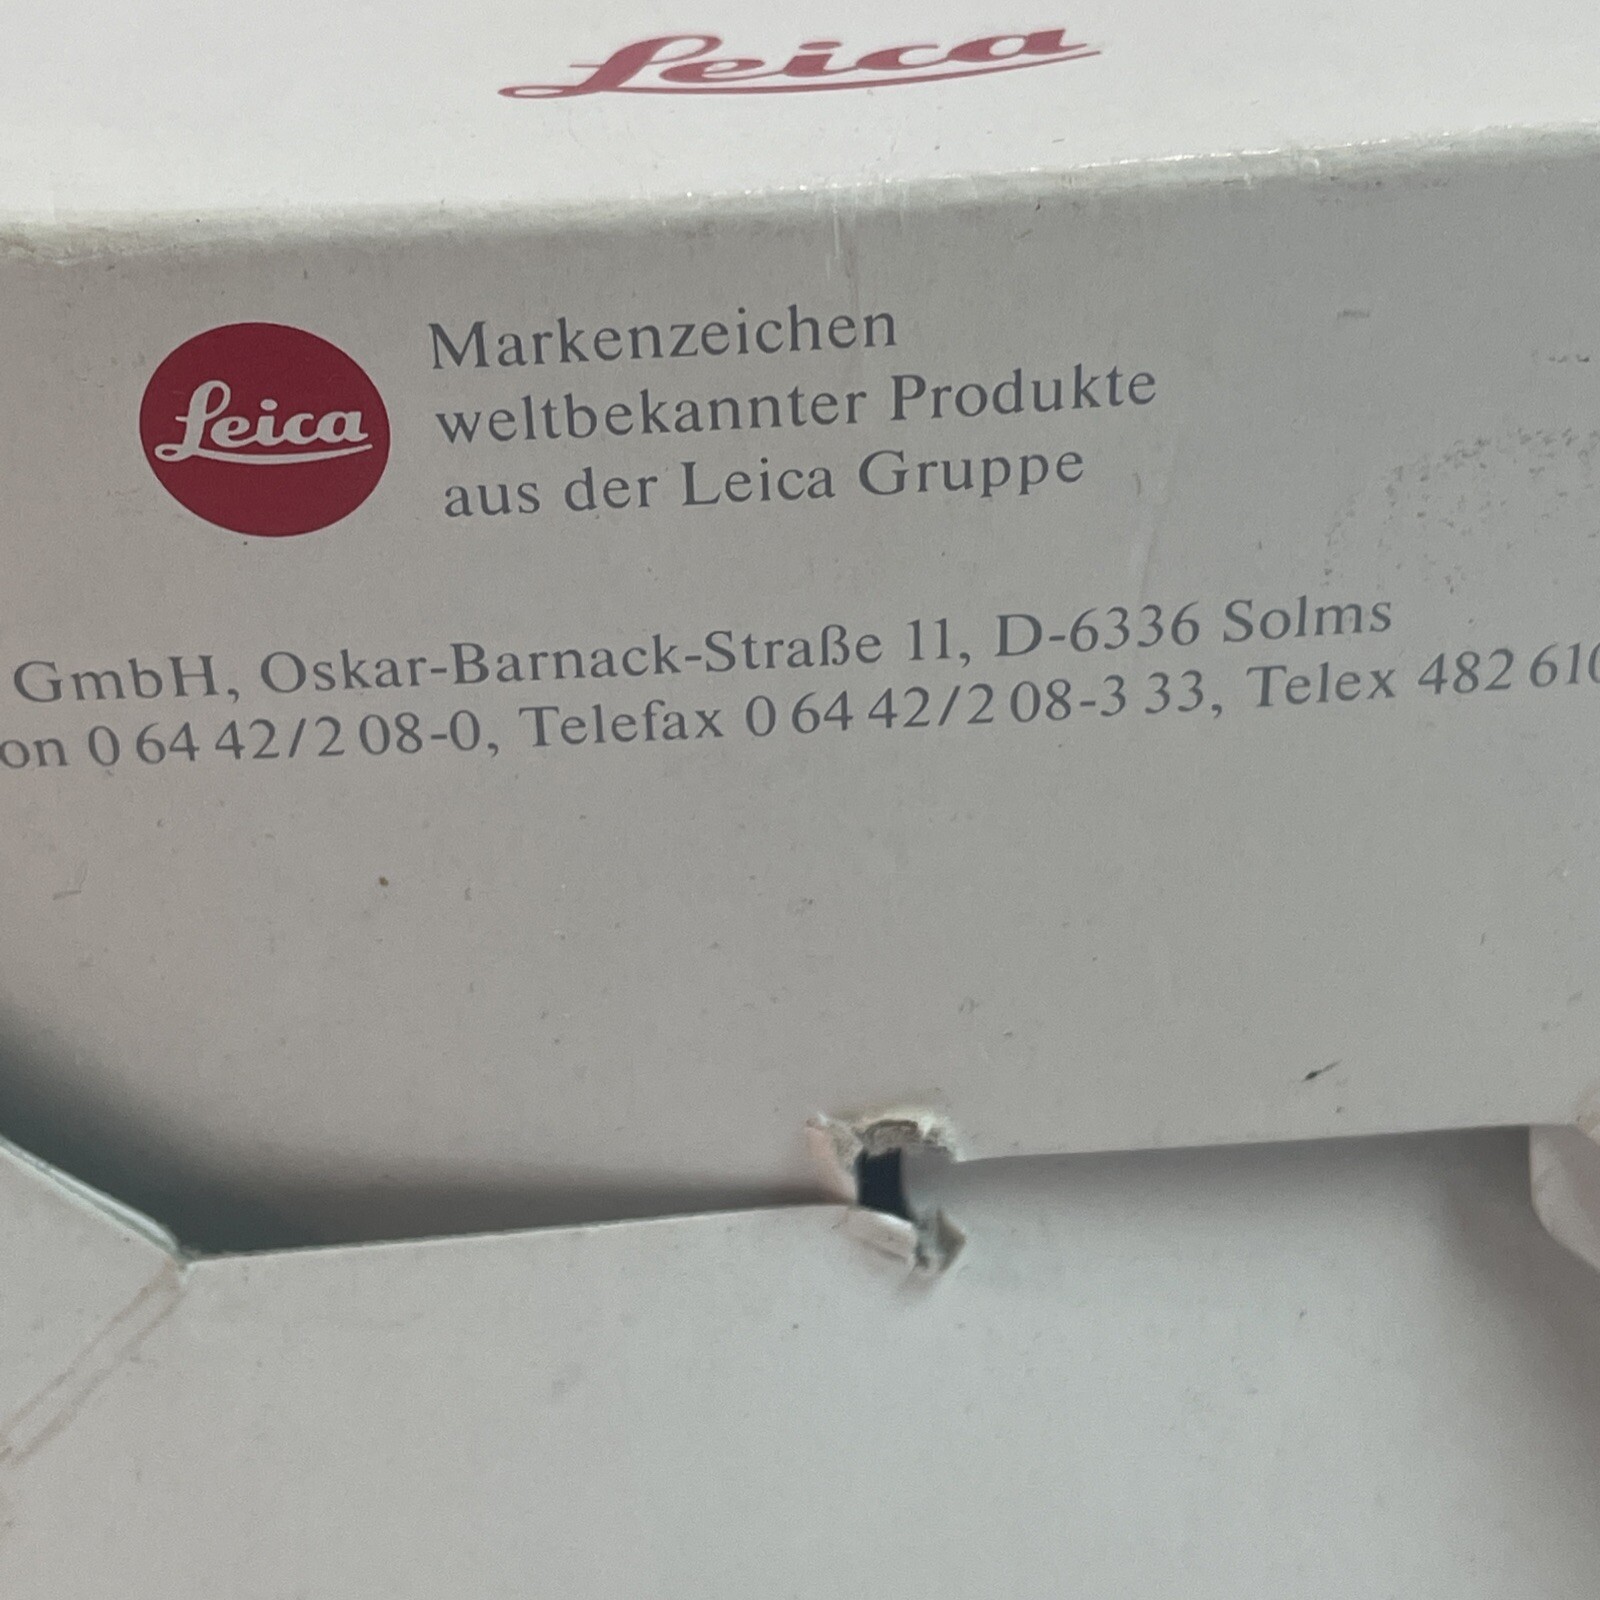 Leica
Leica
Markenzeichen
weltbekannter Produkte
aus der Leica Gruppe
GmbH, Oskar-Barnack-Straße 11, D-6336 Solms
on 0 64 42/2 08-0, Telefax 0 64 42/2 08-3 33, Telex 482 610